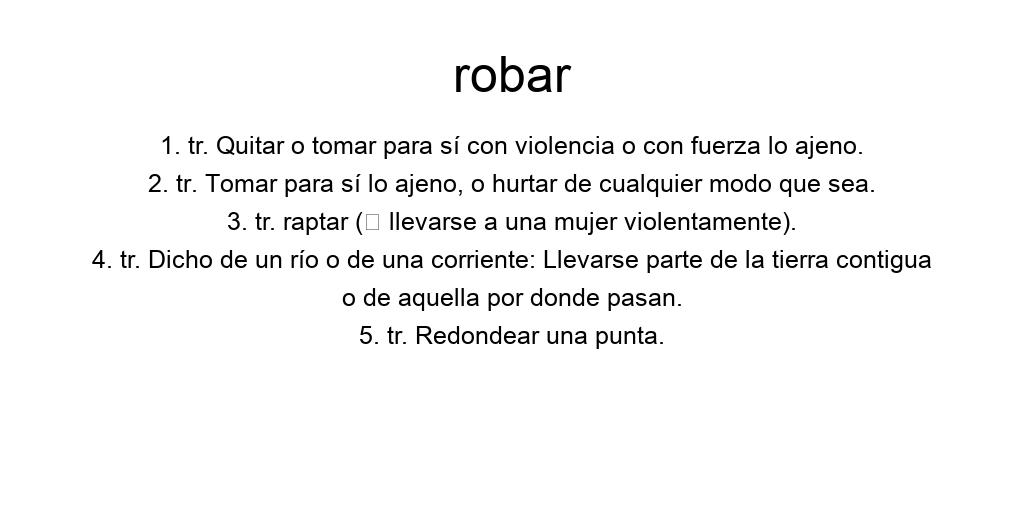 robar
1. tr. Quitar o tomar para sí con violencia o con fuerza lo ajeno.
2. tr. Tomar para sí lo ajeno, o hurtar de cualquier modo que sea.
3. tr. raptar (▯ llevarse a una mujer violentamente).
4. tr. Dicho de un río o de una corriente: Llevarse parte de la tierra contigua
o de aquella por donde pasan.
5. tr. Redondear una punta.